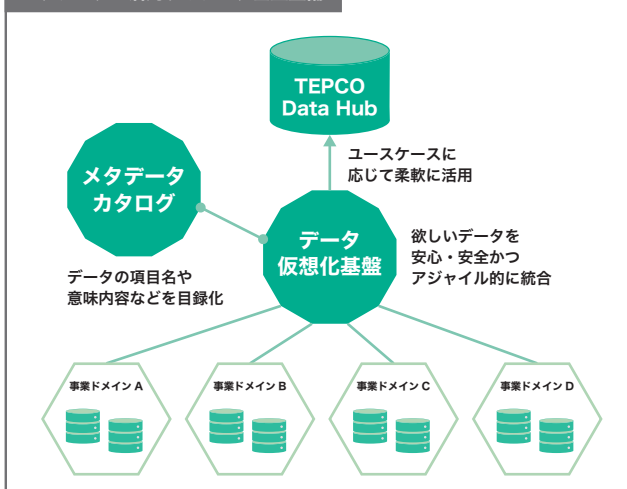 TEPCO
Data Hub
ユースケースに
応じて柔軟に活用
メタデータ
カタログ
データ
仮想化基盤
欲しいデータを
安心・安全かつ
アジャイル的に統合
データの項目名や
意味内容などを目録化
事業ドメイン A
事業ドメイン B
事業ドメイン C
事業ドメイン D